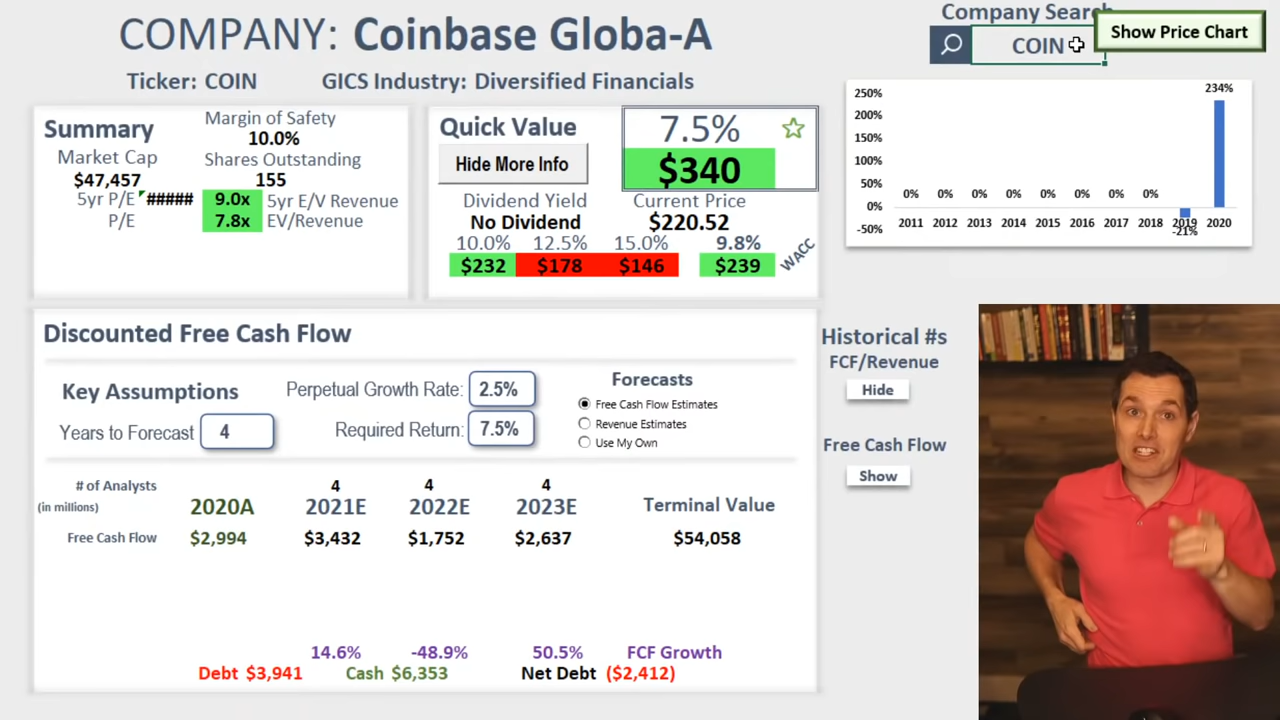 COMPANY: Coinbase Globa-A
Ticker: COIN
GICS Industry: Diversified Financials
Company Searc
COIN
Show Price Chart
Summary
Margin of Safety
10.0%
Market Cap
$47,457
Shares Outstanding
155
5yr P/E
#####
9.0x
5yr E/V Revenue
P/E
7.8x
EV/Revenue
Quick Value
7.5%
Hide More Info
$340
Dividend Yield
No Dividend
Current Price
$220.52
10.0% 12.5% 15.0% 9.8%
$232 $178 $146 $239
WACC
250%
200%
150%
100%
50%
0%
-50%
0% 0% 0% 0% 0% 0% 0% 0% -21% 234%
2011 2012 2013 2014 2015 2016 2017 2018 2019 2020
Discounted Free Cash Flow
Key Assumptions
Years to Forecast 4
Perpetual Growth Rate: 2.5%
Required Return: 7.5%
Forecasts
Free Cash Flow Estimates
Revenue Estimates
Use My Own
Historical #s
FCF/Revenue
Hide
Free Cash Flow
Show
# of Analysts 4 4 4
(in millions) 2020A 2021E 2022E 2023E Terminal Value
Free Cash Flow $2,994 $3,432 $1,752 $2,637 $54,058
14.6% -48.9% 50.5% FCF Growth
Debt $3,941 Cash $6,353 Net Debt ($2,412)